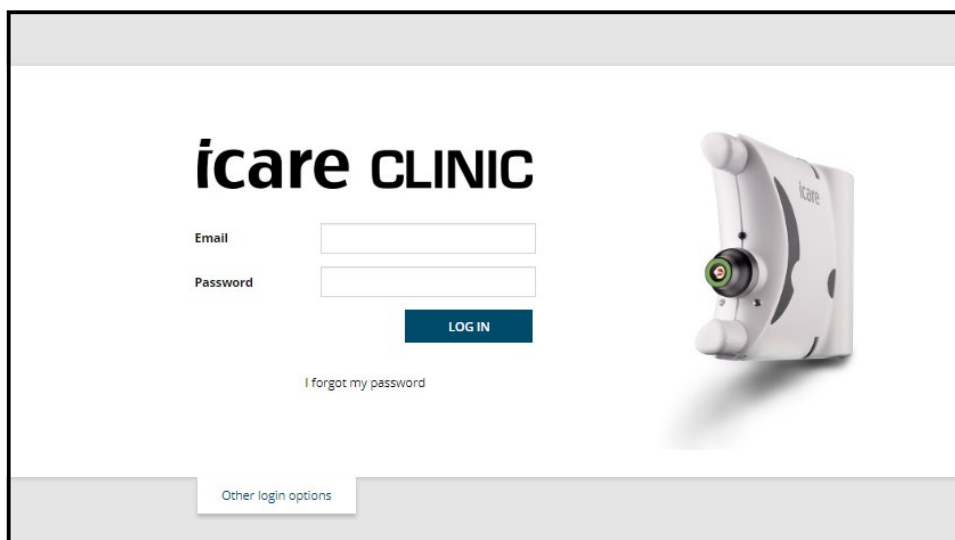 icare CLINIC
icare
Email
Password
LOG IN
I forgot my password
Other login options